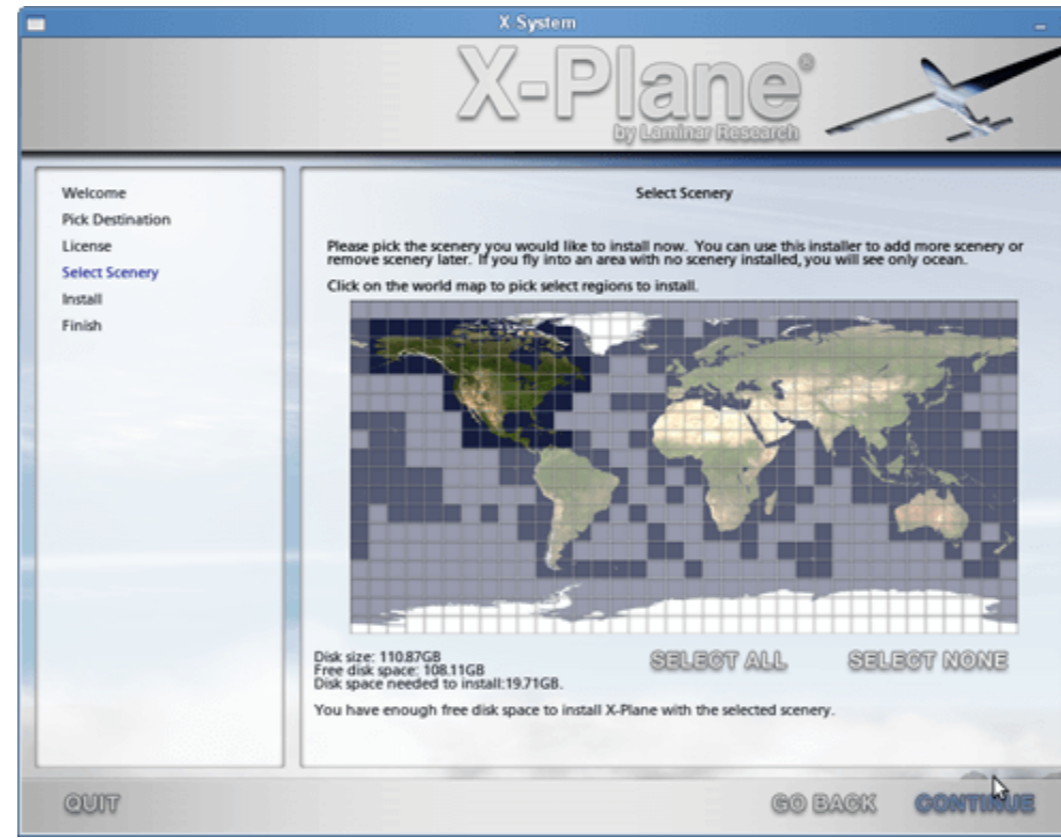 X System
X-Plane®
by Laminar Research
Welcome
Pick Destination
License
Select Scenery
Install
Finish
Select Scenery
Please pick the scenery you would like to install now. You can use this installer to add more scenery or
remove scenery later. If you fly into an area with no scenery installed, you will see only ocean.
Click on the world map to pick select regions to install.
Disk size: 110.87GB
Free disk space: 108.11GB
Disk space needed to install:19.71GB.
SELECT ALL
SELECT NONE
You have enough free disk space to install X-Plane with the selected scenery.
QUIT
GO BACK
CONTINUE